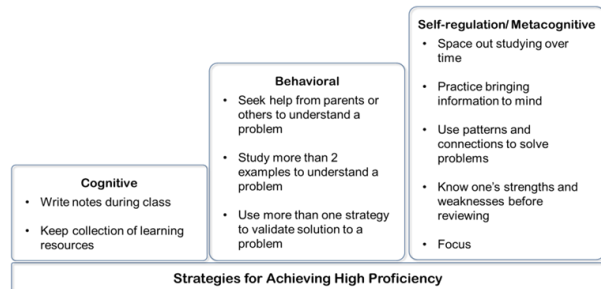 Cognitive
• Write notes during class
• Keep collection of learning
resources
Behavioral
• Seek help from parents or
others to understand a
problem
• Study more than 2
examples to understand a
problem
• Use more than one strategy
to validate solution to a
problem
Self-regulation/ Metacognitive
• Space out studying over
time
• Practice bringing
information to mind
• Use patterns and
connections to solve
problems
• Know one's strengths and
weaknesses before
reviewing
• Focus
Strategies for Achieving High Proficiency